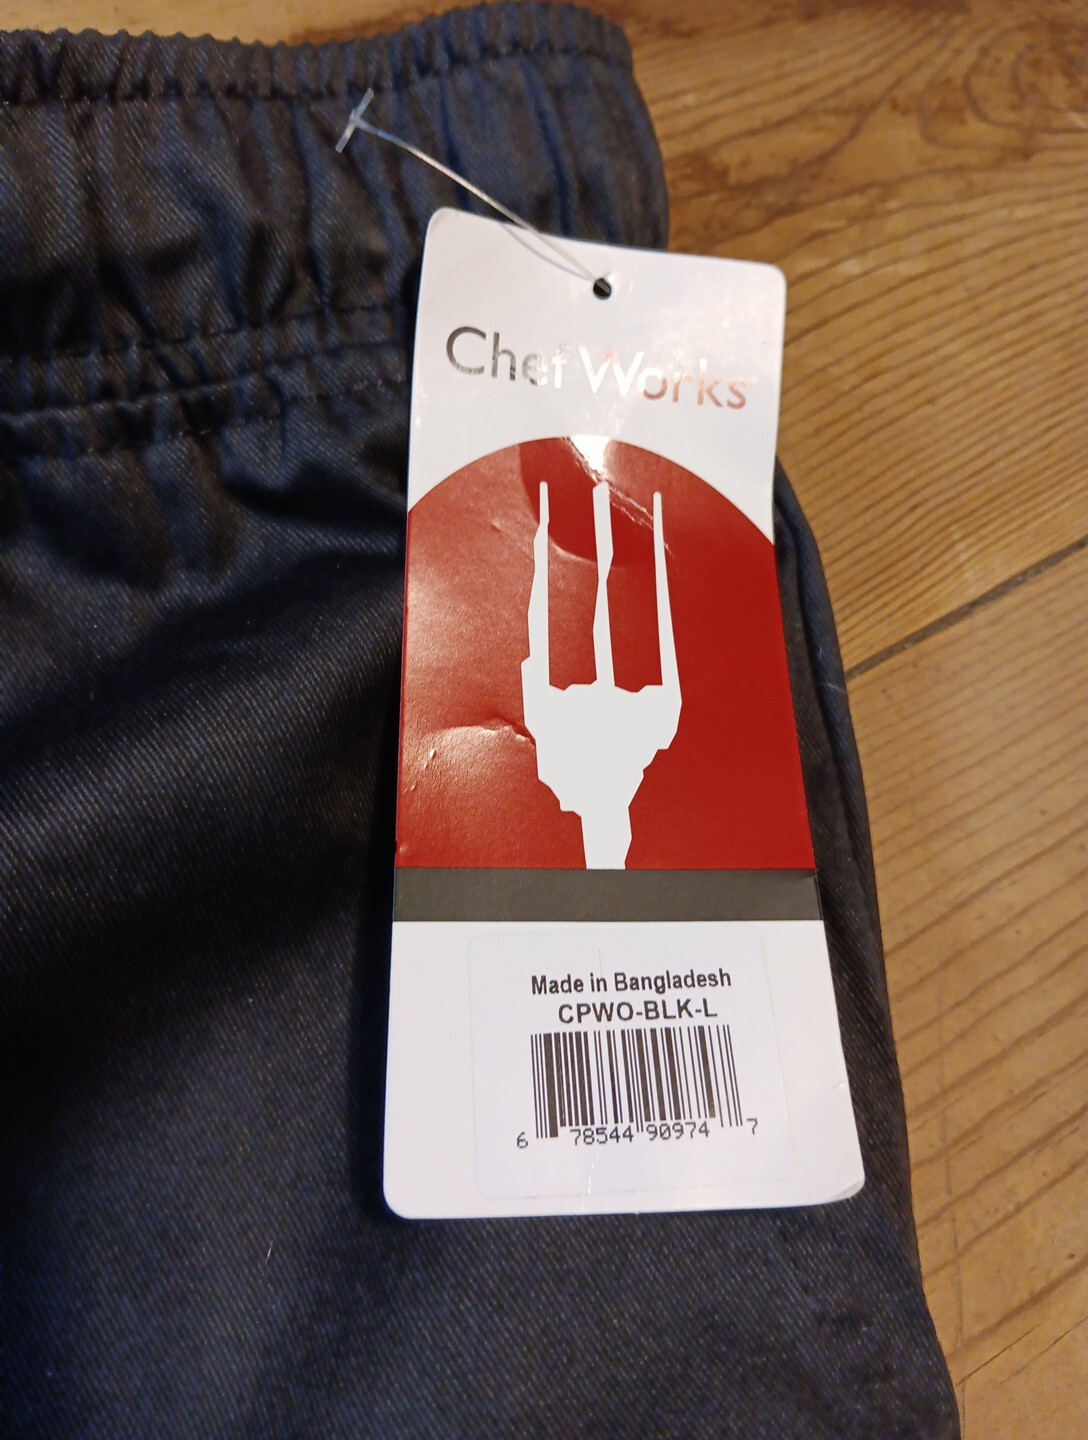 Chef Works
Made in Bangladesh
CPWO-BLK-L
6 78544 90974 7